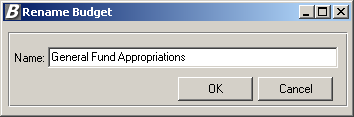 B Rename Budget
Name: General Fund Appropriations
OK Cancel